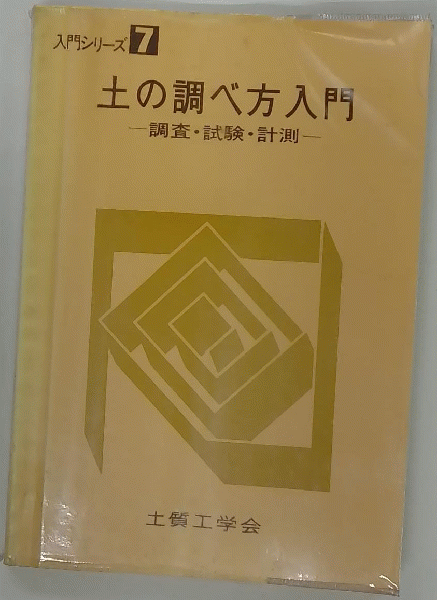 入門シリーズ7
土の調べ方入門
―調査・試験・計測―
土質工学会